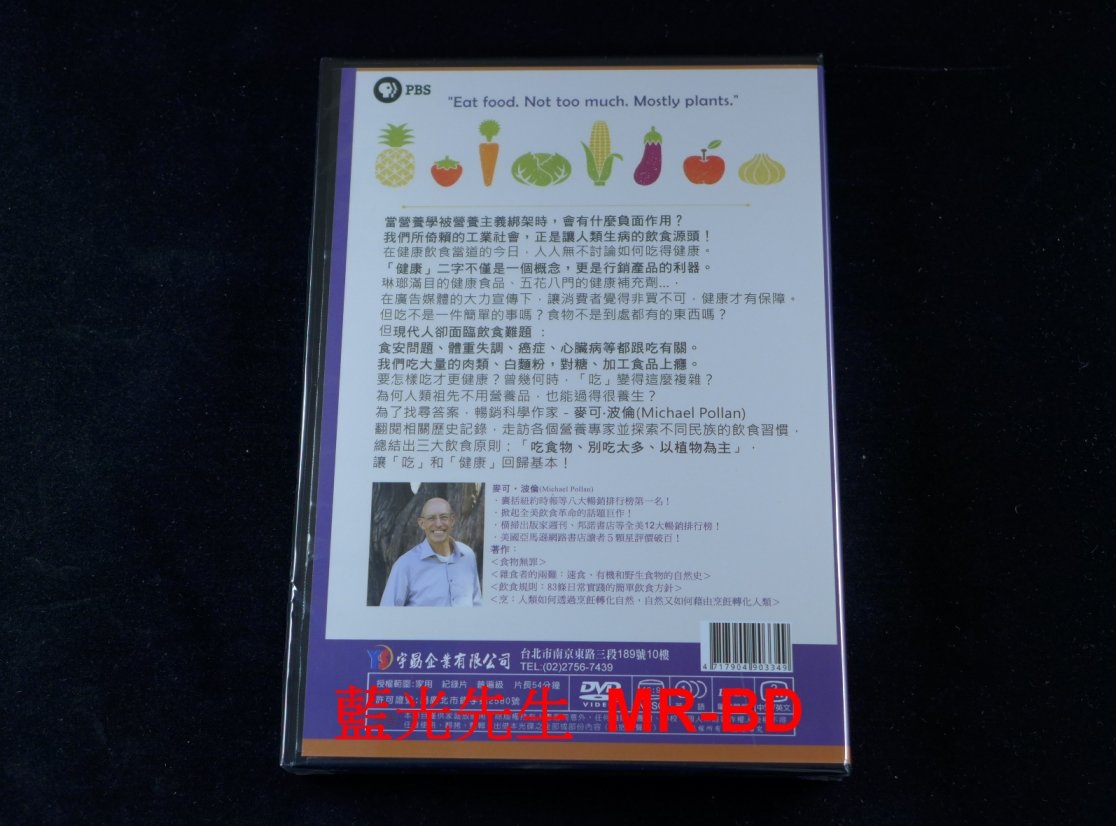 PBS
"Eat food. Not too much. Mostly plants."
當營養學被營養主義綁架時，會有什麼負面作用？
我們所倚賴的工業社會，正是讓人類生病的飲食源頭！
在健康飲食當道的今日，人人無不討論如何吃得健康。
「健康」二字不僅是一個概念，更是行銷產品的利器。
琳瑯滿目的健康食品、五花八門的健康補充劑...，
在廣告媒體的大力宣傳下，讓消費者覺得非買不可，健康才有保障。
但吃不是一件簡單的事嗎？食物不是到處都有的東西嗎？
但現代人卻面臨飲食難題：
食安問題、體重失調、癌症、心臟病等都跟吃有關。
我們吃大量的肉類、白麵粉，對糖、加工食品上癮。
要怎樣吃才更健康？曾幾何時，「吃」變得這麼複雜？
為何人類祖先不用營養品，也能過得很養生？
為了找尋答案，暢銷科學作家－麥可·波倫(Michael Pollan)
翻閱相關歷史記錄，走訪各個營養專家並探索不同民族的飲食習慣，
總結出三大飲食原則：「吃食物、別吃太多、以植物為主」，
讓「吃」和「健康」回歸基本！
麥可·波倫(Michael Pollan)
．囊括紐約時報等八大暢銷排行榜第一名！
．掀起全美飲食革命的話題巨作！
．橫掃出版家週刊、邦諾書店等全美12大暢銷排行榜！
．美國亞馬遜網路書店讀者５顆星評價破百！
著作：
<食物無罪>
<雜食者的兩難：速食，有機和野生食物的自然史>
<飲食規則：83條日常實踐的簡單飲食方針>
<烹：人類如何透過烹飪轉化自然，自然又如何藉由烹飪轉化人類>
宇勗企業有限公司
台北市南京東路三段189號10樓
TEL:(02)2756-7439
4717904903349
授權範圍:家用 紀錄片 普遍級 片長54分鐘
DVD
VIDEO
藍光先生 MR-BD